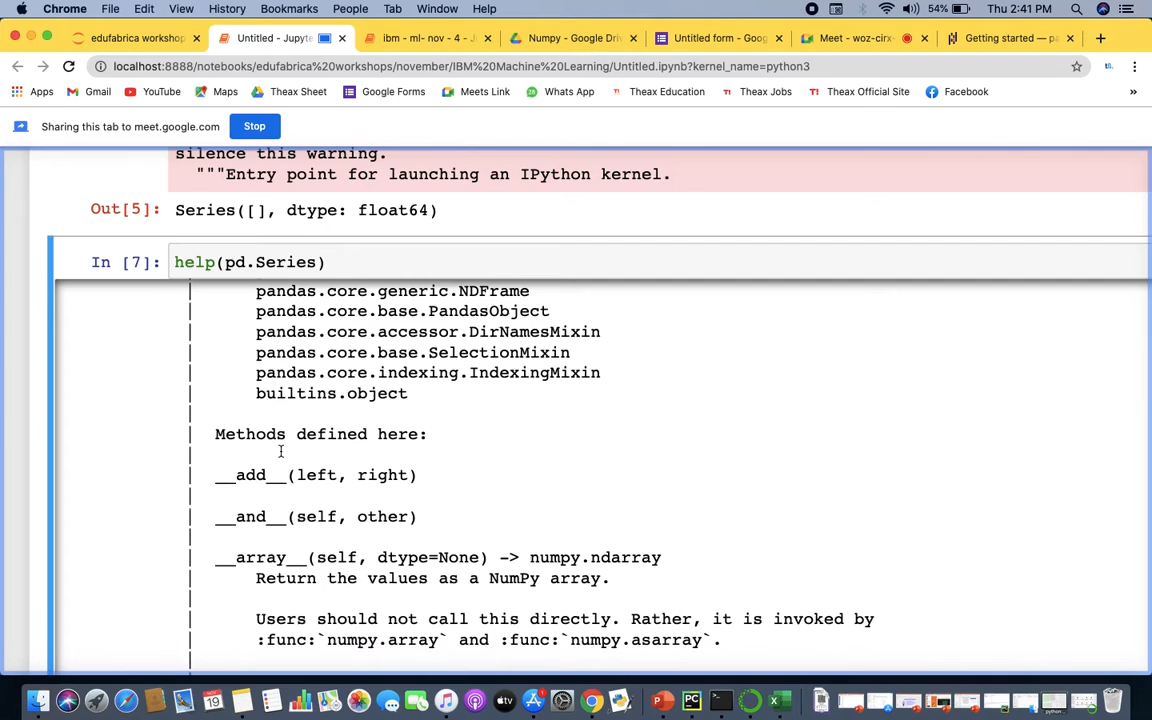 Chrome File Edit View History Bookmarks People Tab Window Help 54% Thu 2:41 PM
edufabrica workshop Untitled - Jupyte ibm - ml- nov - 4 - Numpy - Google Dri Untitled form - Goog Meet - woz-cirx- Getting started — pa
localhost:8888/notebooks/edufabrica%20workshops/november/IBM%20Machine%20Learning/Untitled.ipynb?kernel_name=python3
Apps Gmail YouTube Maps Theax Sheet Google Forms Meets Link Whats App Theax Education Theax Jobs Theax Official Site Facebook »
Sharing this tab to meet.google.com Stop
silence this warning.
"""Entry point for launching an IPython kernel.
Out[5]: Series([], dtype: float64)
In [7]: help(pd.Series)
| pandas.core.generic.NDFrame
| pandas.core.base.PandasObject
| pandas.core.accessor.DirNamesMixin
| pandas.core.base.SelectionMixin
| pandas.core.indexing.IndexingMixin
| builtins.object
|
| Methods defined here:
|
| __add__(left, right)
|
| __and__(self, other)
|
| __array__(self, dtype=None) -> numpy.ndarray
| Return the values as a NumPy array.
|
| Users should not call this directly. Rather, it is invoked by
| :func:`numpy.array` and :func:`numpy.asarray`.
|